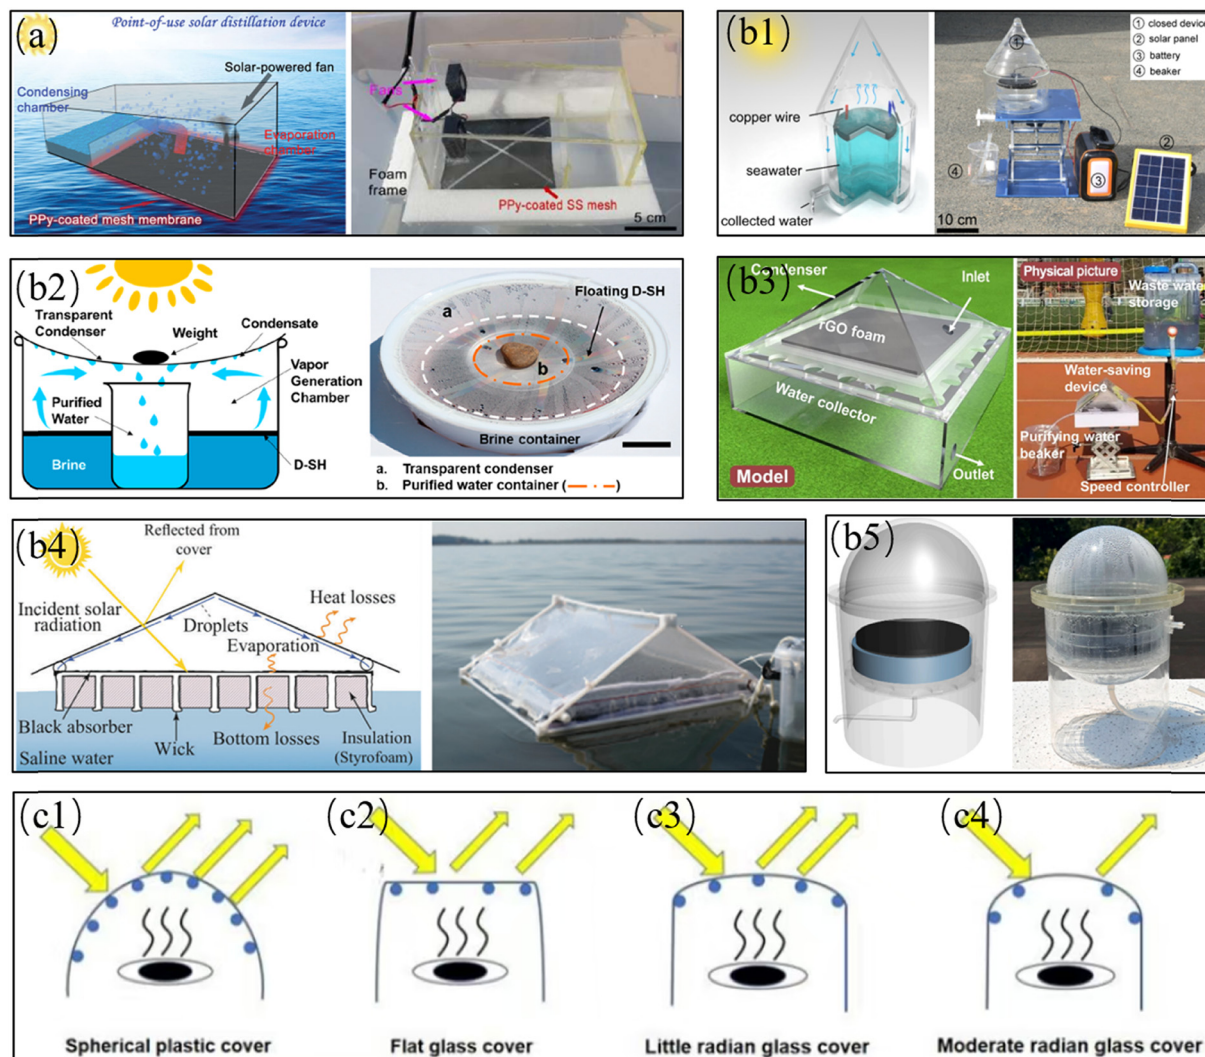 (a)
Point-of-use solar distillation device
Solar-powered fan
Condensing
chamber
Evaporation
chamber
PPy-coated mesh membrane
Fans
Foam
frame
PPy-coated SS mesh
5 cm
(b1)
copper wire
seawater
collected water
① closed device
② solar panel
③ battery
④ beaker
①
②
③
④
10 cm
(b2)
Transparent
Condenser
Weight
Condensate
Vapor
Generation
Chamber
Purified
Water
Brine
D-SH
Floating D-SH
a
b
Brine container
a. Transparent condenser
b. Purified water container ( )
(b3)
Condenser
Inlet
rGO foam
Water collector
Model
Outlet
Physical picture
Waste water
storage
Water-saving
device
Purifying water
beaker
Speed controller
(b4)
Reflected from
cover
Incident solar
radiation
Droplets
Heat losses
Evaporation
Black absorber
Saline water
Wick
Bottom losses
Insulation
(Styrofoam)
(b5)
(c1)
Spherical plastic cover
(c2)
Flat glass cover
(c3)
Little radian glass cover
(c4)
Moderate radian glass cover